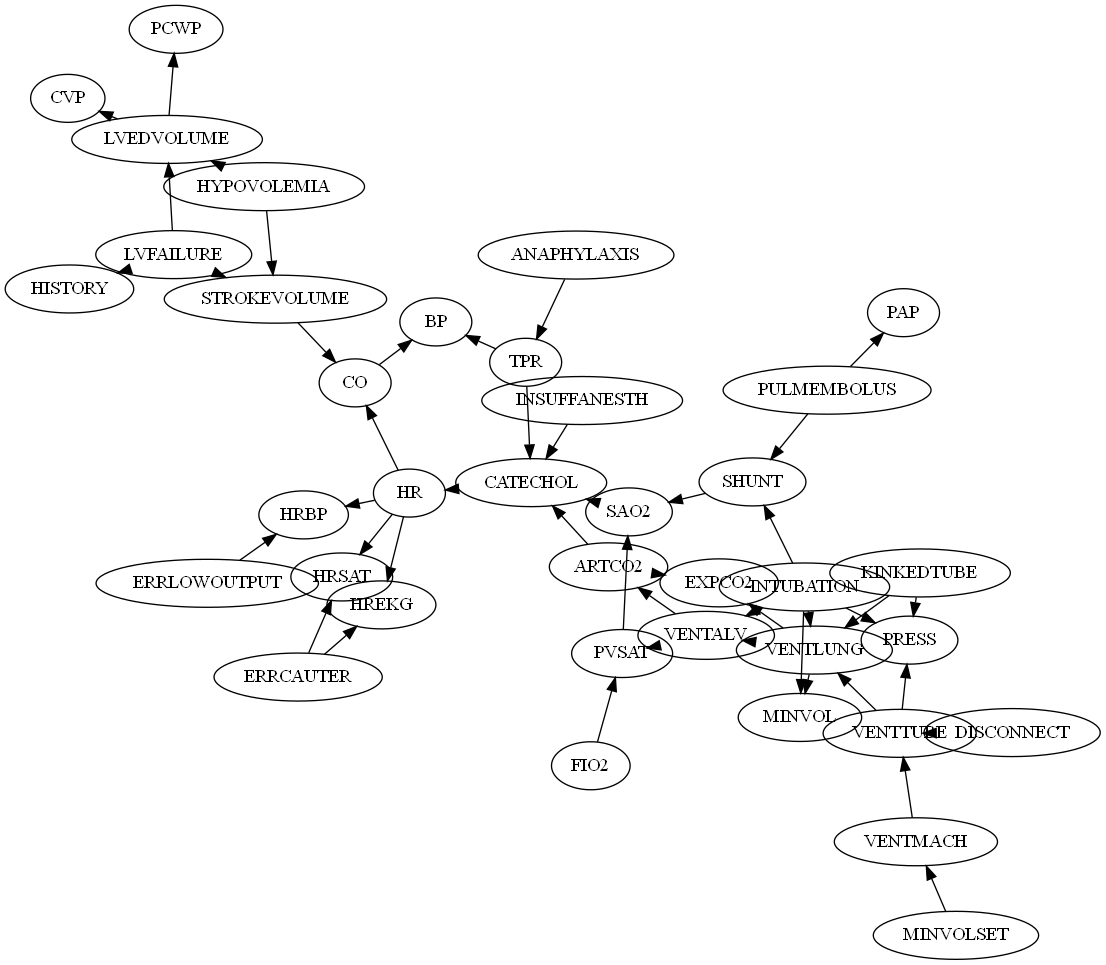 PCWP
CVP
LVEDVOLUME
HYPOVOLEMIA
LVFAILURE
ANAPHYLAXIS
HISTORY
STROKEVOLUME
PAP
BP
TPR
CO
PULMEMBOLUS
INSUFFANESTH
CATECHOL
SHUNT
HR
SAO2
HRBP
ARTCO2
KINKEDTUBE
HRSAT
ERRLOWOUTPUT
EXPCO2
INTUBATION
HREKG
VENTALV
PRESS
VENTLUNG
PVSAT
ERRCAUTER
MINVOL
VENTTUBE
DISCONNECT
FIO2
VENTMACH
MINVOLSET